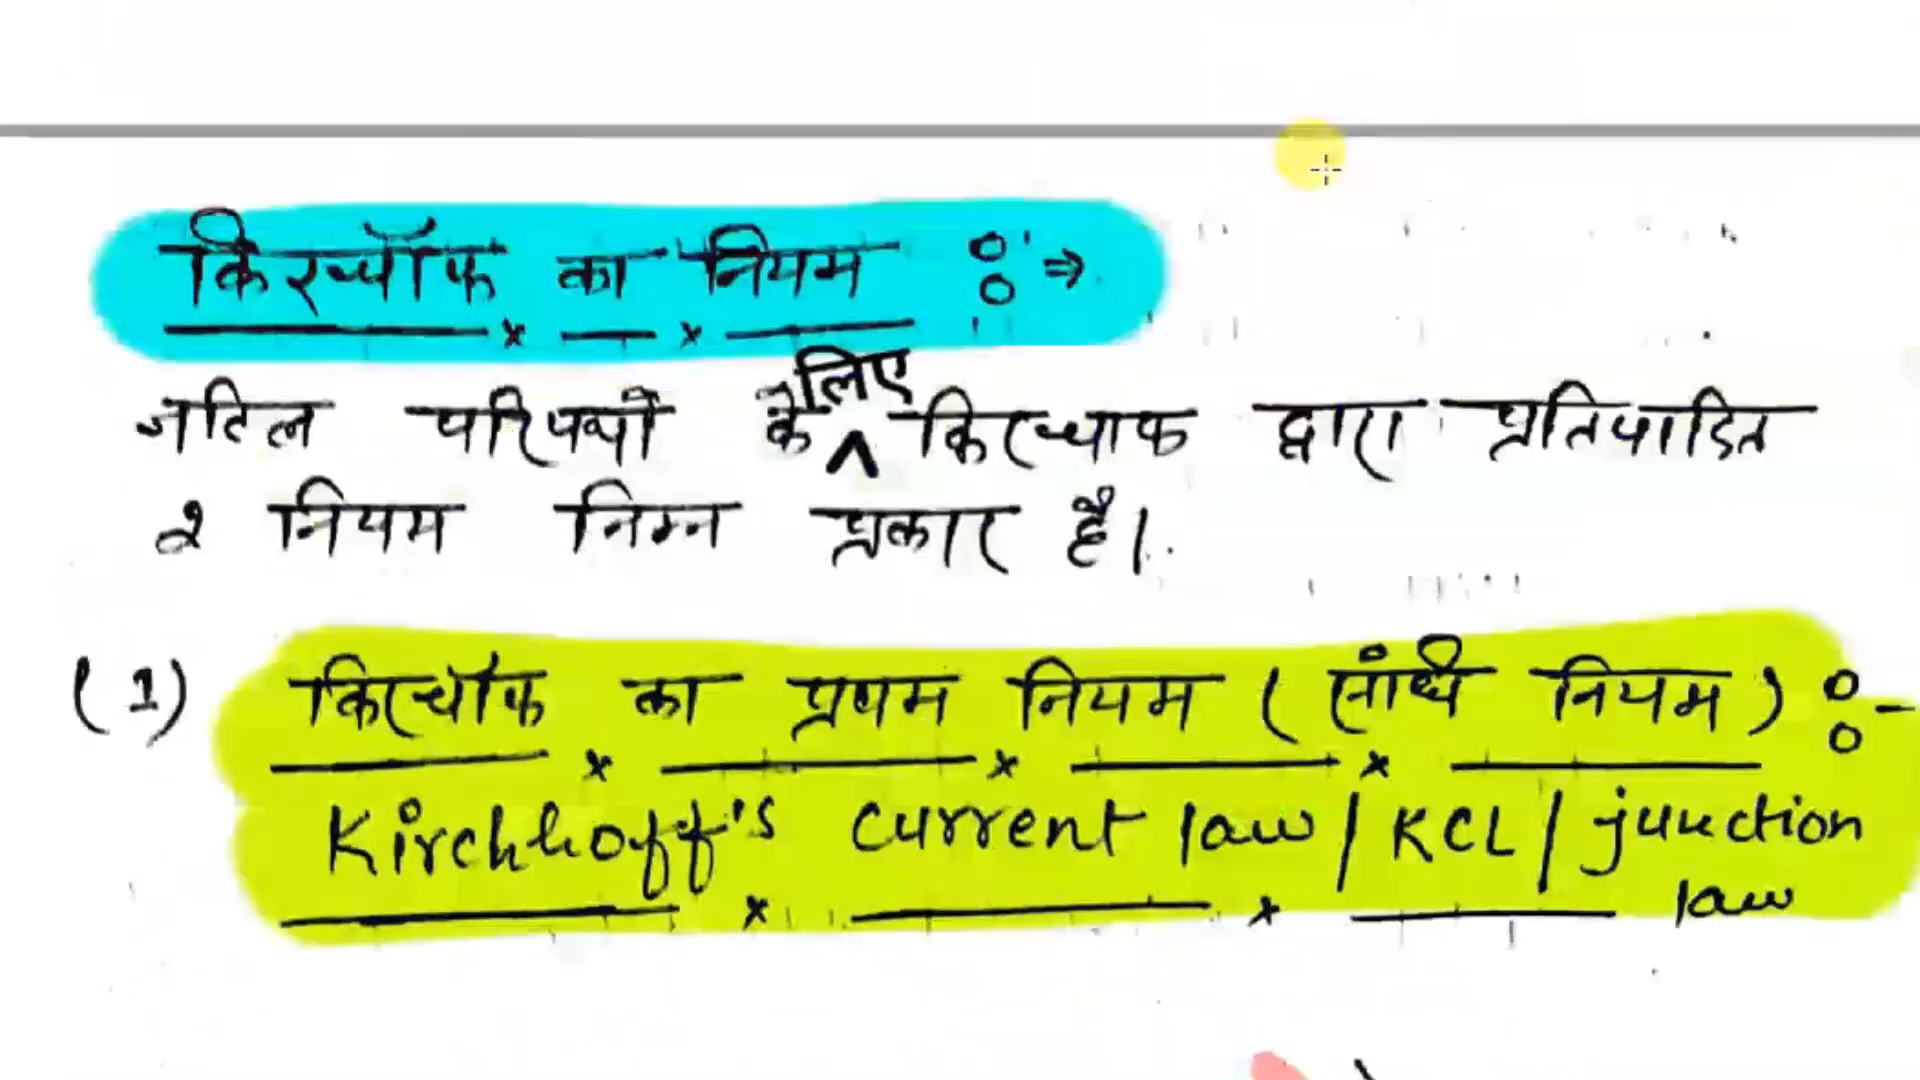 किरचॉफ का नियम :⇒
जटिल परिपथों के लिए किरचाफ द्वारा प्रतिपादित
2 नियम निम्न प्रकार है।
(1) किरचॉफ का प्रथम नियम (संधि नियम) :-
Kirchhoff's current law / KCL / junction
law